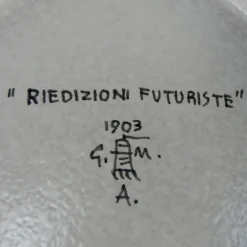 " RIEDIZIONI FUTURISTE"
1903
G. M.
A.